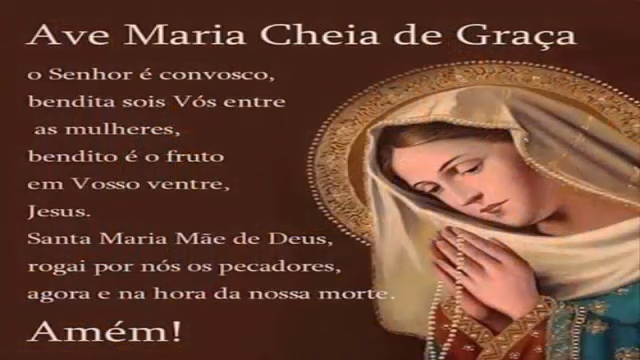 Ave Maria Cheia de Graça
o Senhor é convosco,
bendita sois Vós entre
as mulheres,
bendito é o fruto
em Vosso ventre,
Jesus.
Santa Maria Mãe de Deus,
rogai por nós os pecadores,
agora e na hora da nossa morte.
Amém!